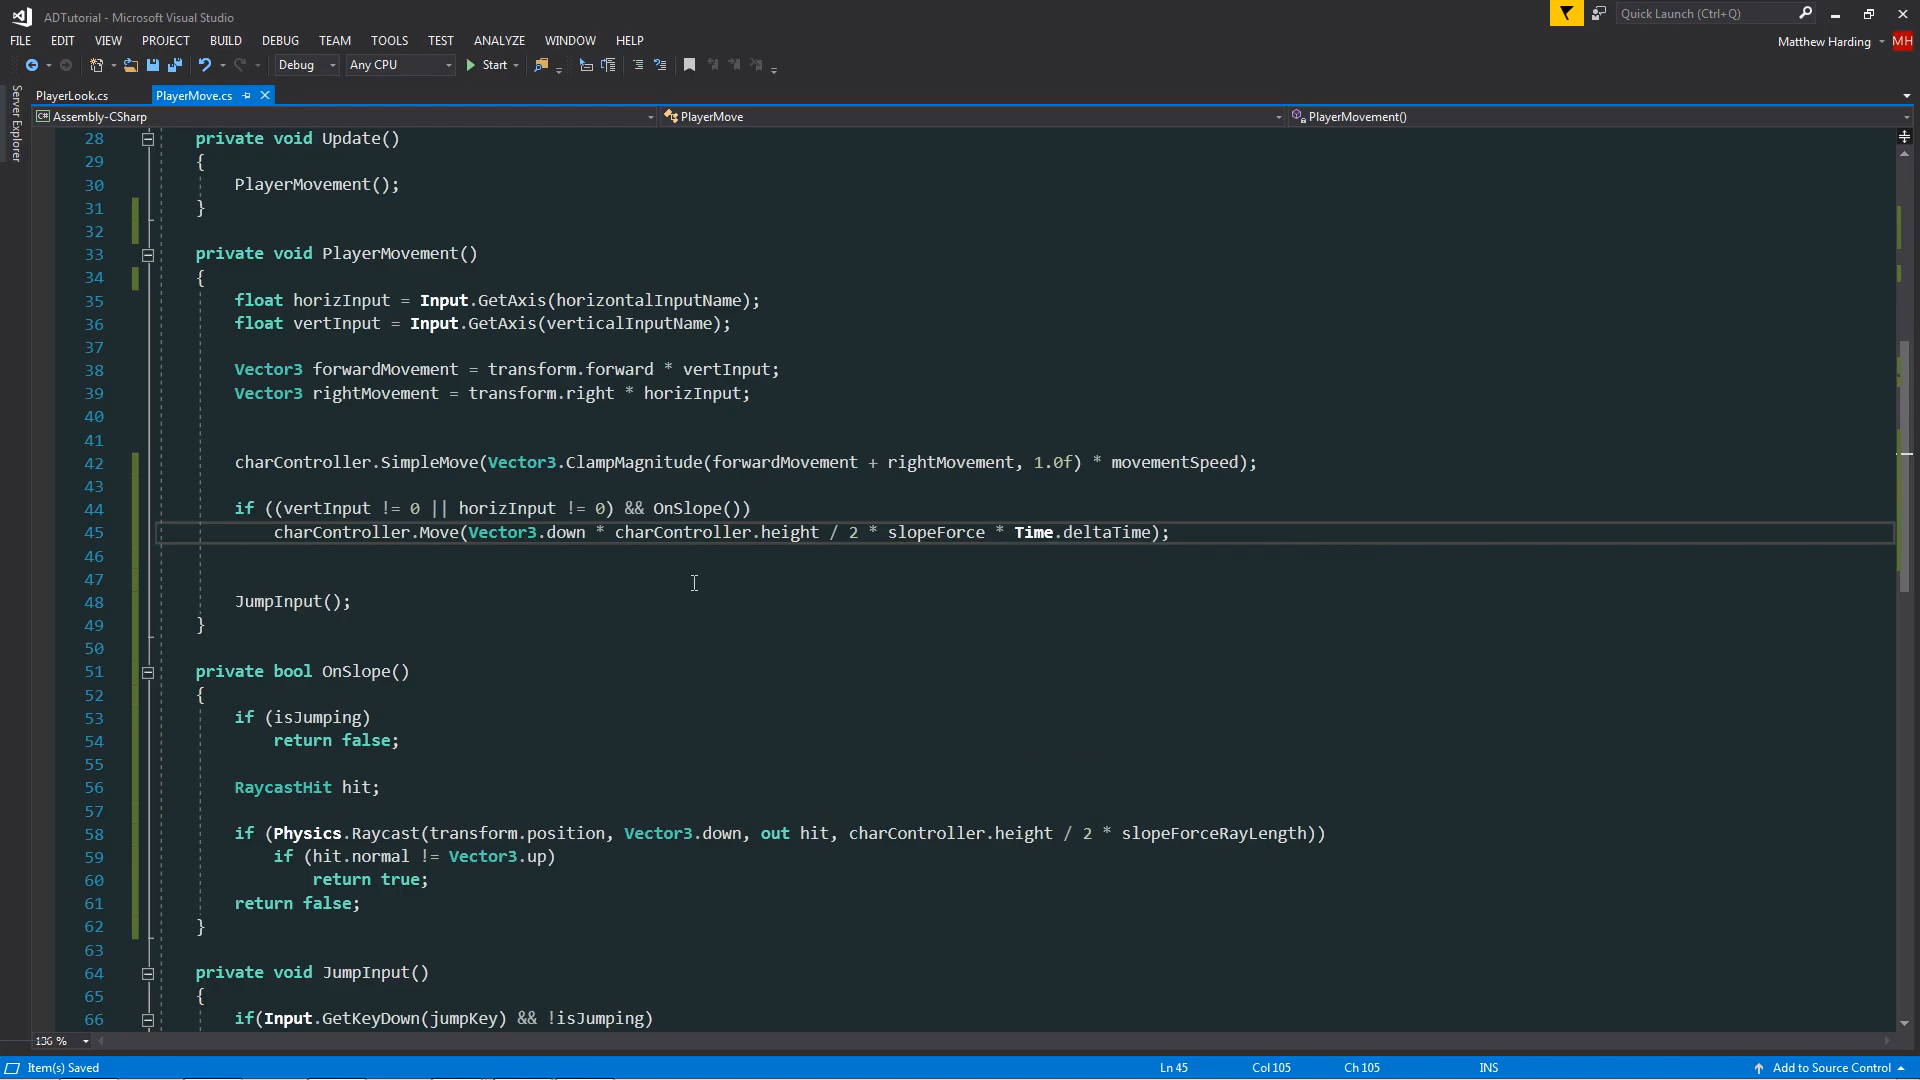 ADTutorial - Microsoft Visual Studio
Quick Launch (Ctrl+Q)
FILE EDIT VIEW PROJECT BUILD DEBUG TEAM TOOLS TEST ANALYZE WINDOW HELP
Matthew Harding MH
Debug Any CPU Start
Server Explorer
PlayerLook.cs PlayerMove.cs
C# Assembly-CSharp PlayerMove PlayerMovement()
28 private void Update()
29 {
30 PlayerMovement();
31 }
32
33 private void PlayerMovement()
34 {
35 float horizInput = Input.GetAxis(horizontalInputName);
36 float vertInput = Input.GetAxis(verticalInputName);
37
38 Vector3 forwardMovement = transform.forward * vertInput;
39 Vector3 rightMovement = transform.right * horizInput;
40
41
42 charController.SimpleMove(Vector3.ClampMagnitude(forwardMovement + rightMovement, 1.0f) * movementSpeed);
43
44 if ((vertInput != 0 || horizInput != 0) && OnSlope())
45 charController.Move(Vector3.down * charController.height / 2 * slopeForce * Time.deltaTime);
46
47
48 JumpInput();
49 }
50
51 private bool OnSlope()
52 {
53 if (isJumping)
54 return false;
55
56 RaycastHit hit;
57
58 if (Physics.Raycast(transform.position, Vector3.down, out hit, charController.height / 2 * slopeForceRayLength))
59 if (hit.normal != Vector3.up)
60 return true;
61 return false;
62 }
63
64 private void JumpInput()
65 {
66 if(Input.GetKeyDown(jumpKey) && !isJumping)
136 %
Item(s) Saved Ln 45 Col 105 Ch 105 INS Add to Source Control